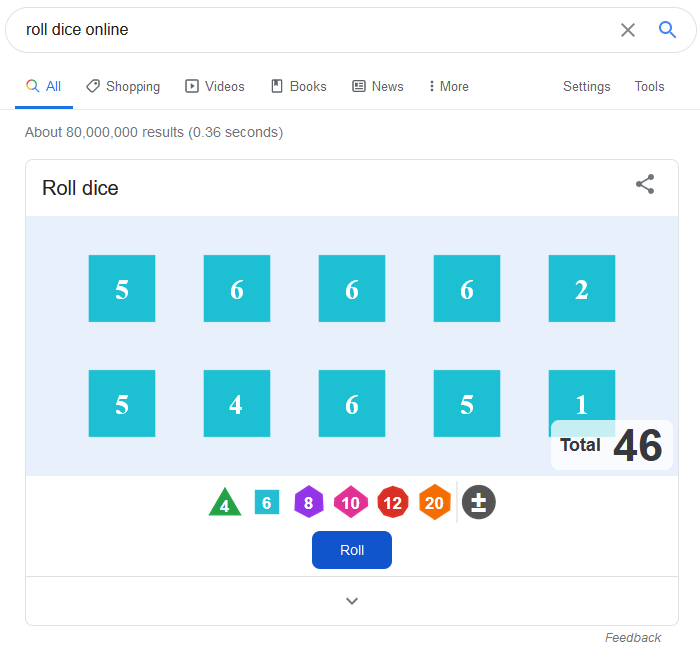 roll dice online
All Shopping Videos Books News More Settings Tools
About 80,000,000 results (0.36 seconds)
Roll dice
5 6 6 6 2
5 4 6 5 1
Total 46
4 6 8 10 12 20 ±
Roll
Feedback